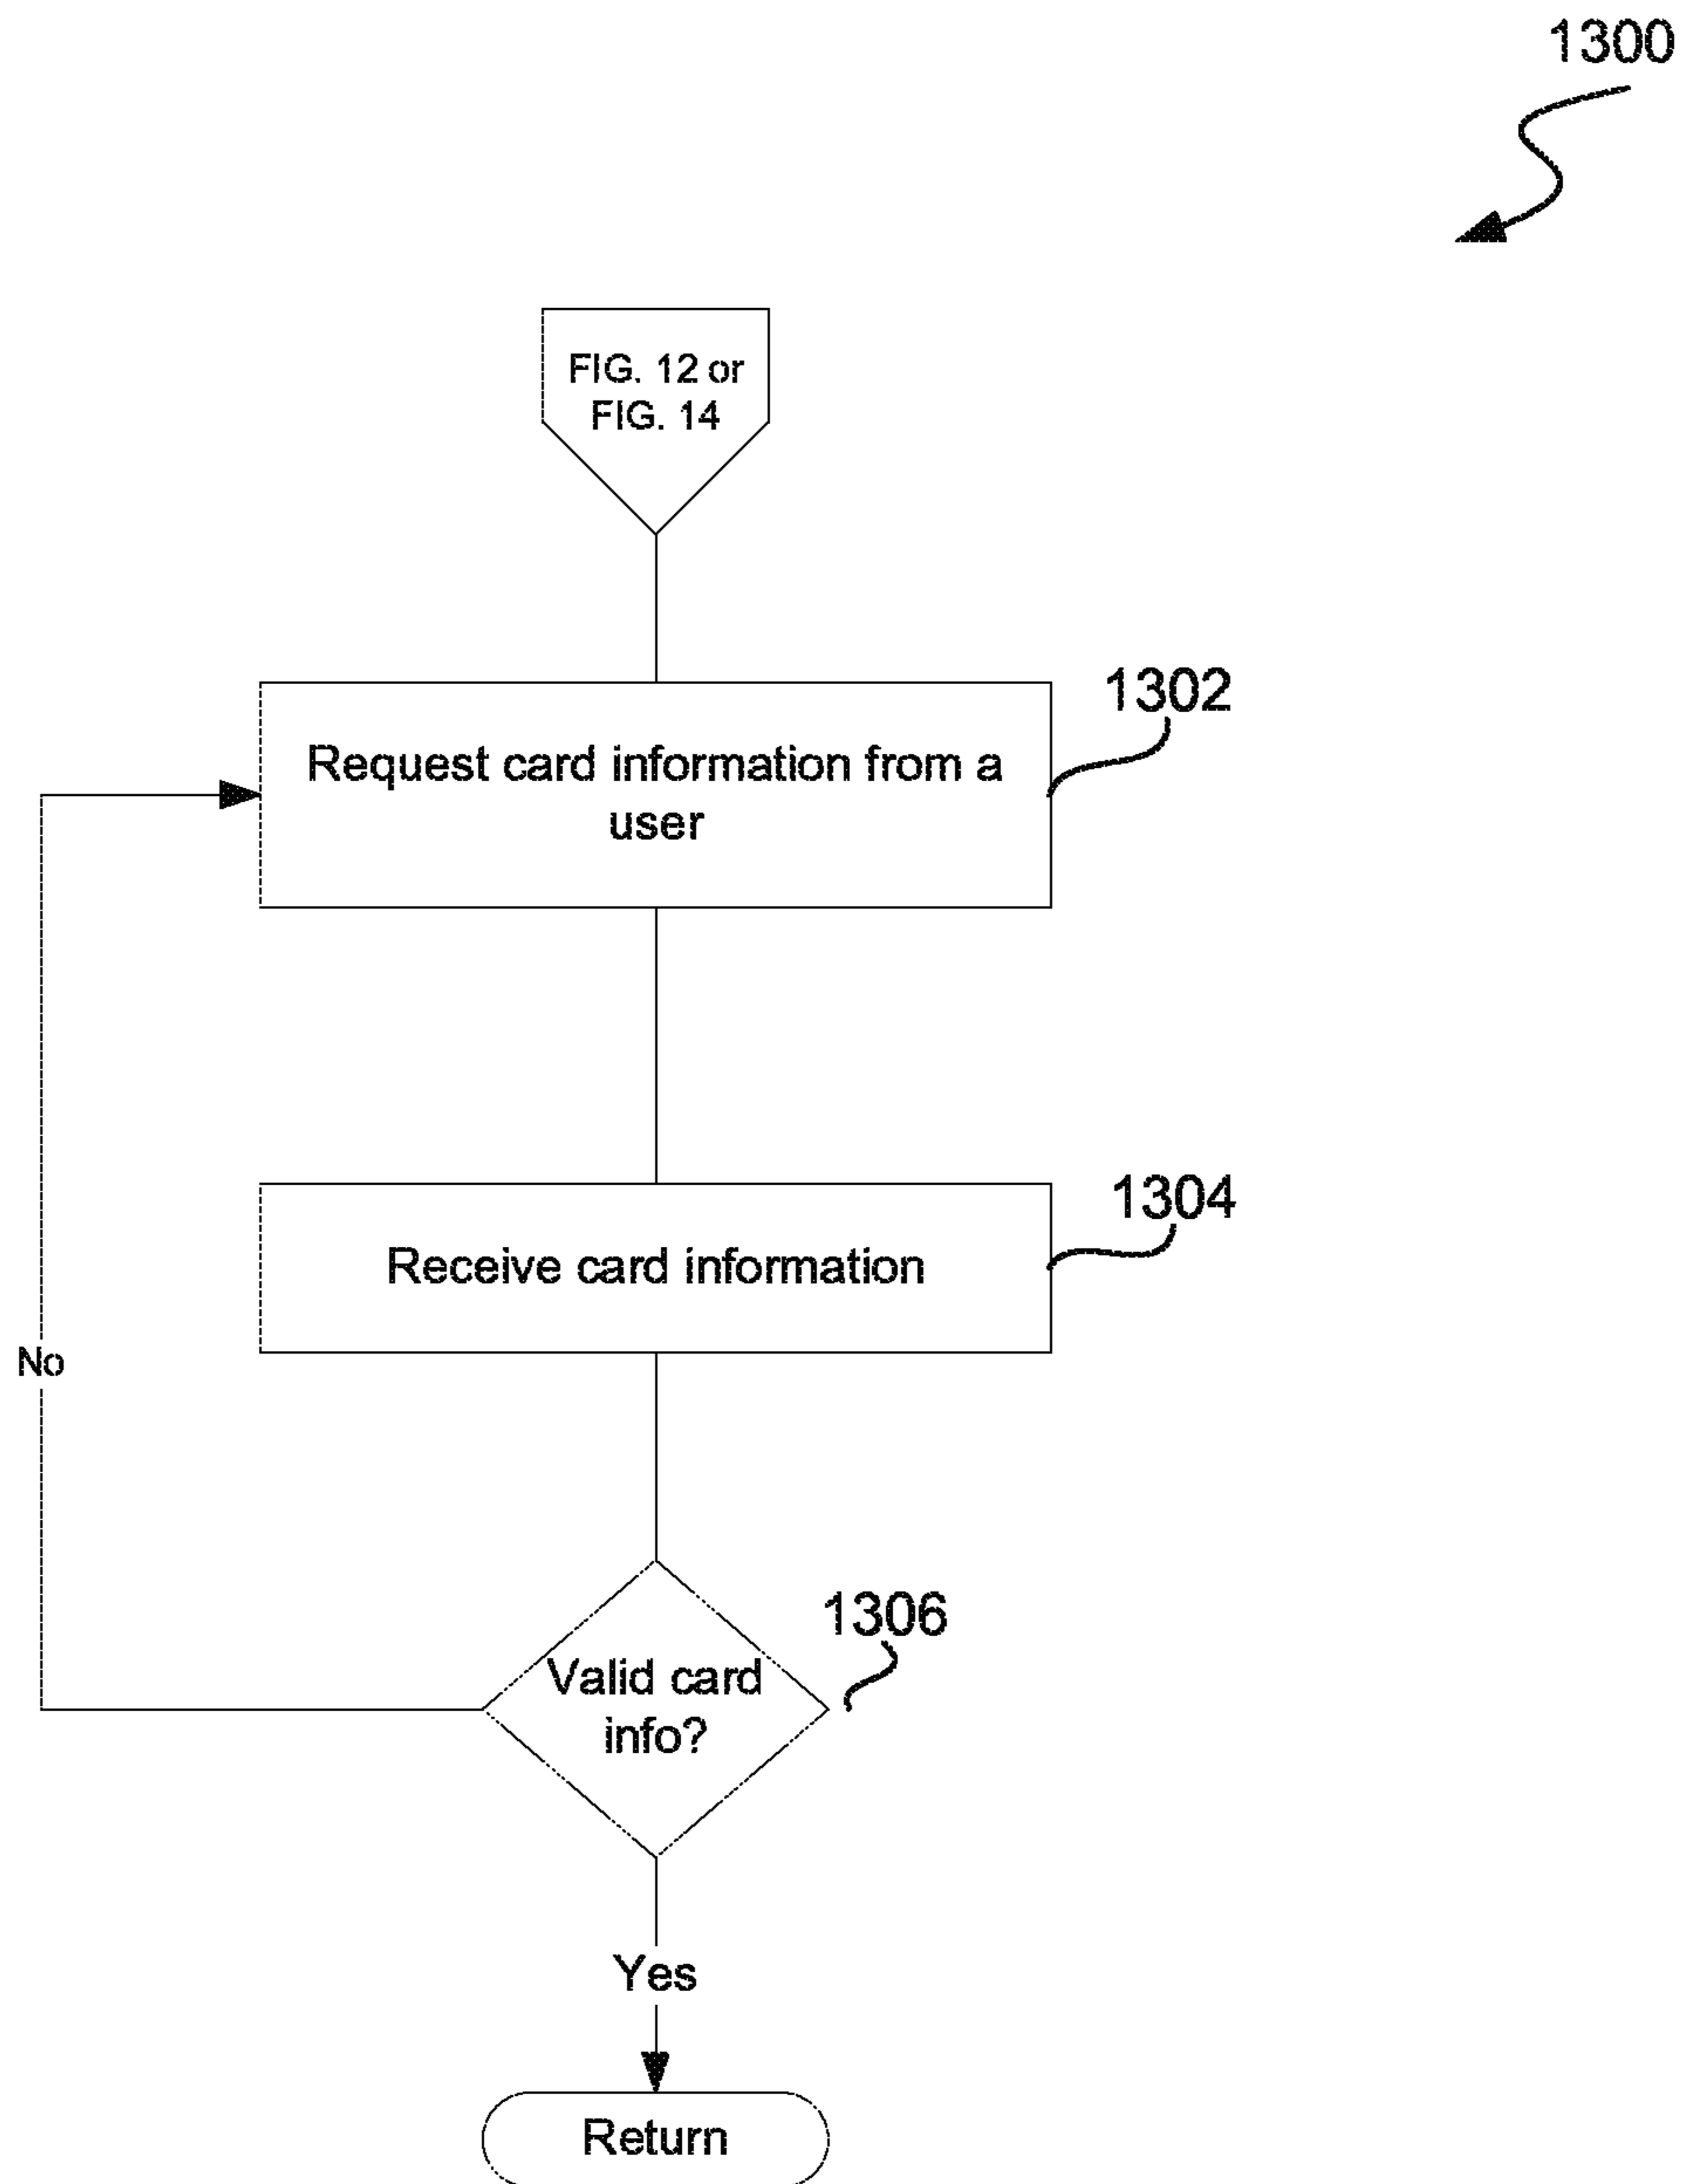 1300
FIG. 12 or
FIG. 14
1302
Request card information from a
user
1304
Receive card information
No
1306
Valid card
info?
Yes
Return